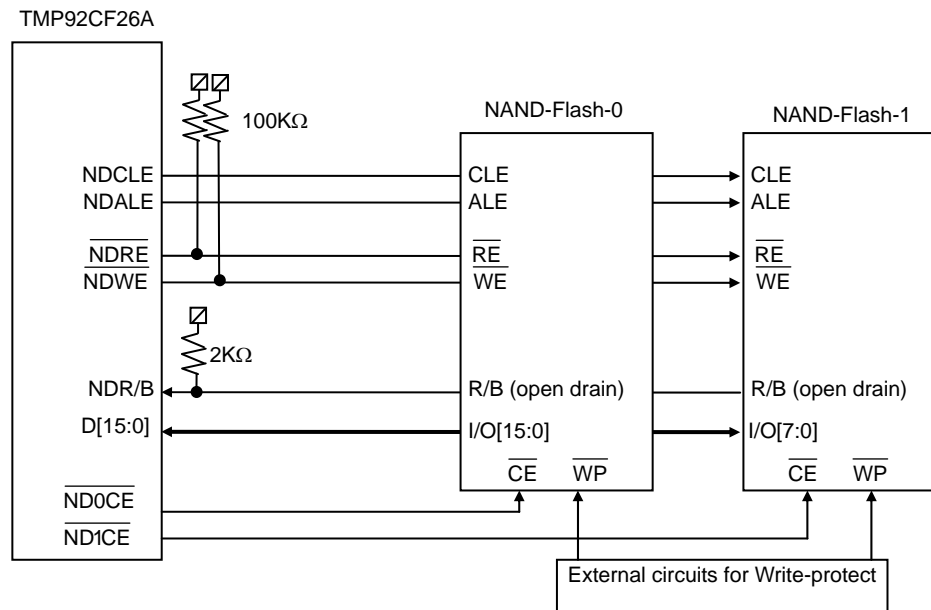 TMP92CF26A
100KΩ
NAND-Flash-0
NAND-Flash-1
NDCLE
CLE
CLE
NDALE
ALE
ALE
NDRE
RE
RE
NDWE
WE
WE
2KΩ
NDR/B
R/B (open drain)
R/B (open drain)
D[15:0]
I/O[15:0]
I/O[7:0]
CE
WP
CE
WP
ND0CE
ND1CE
External circuits for Write-protect